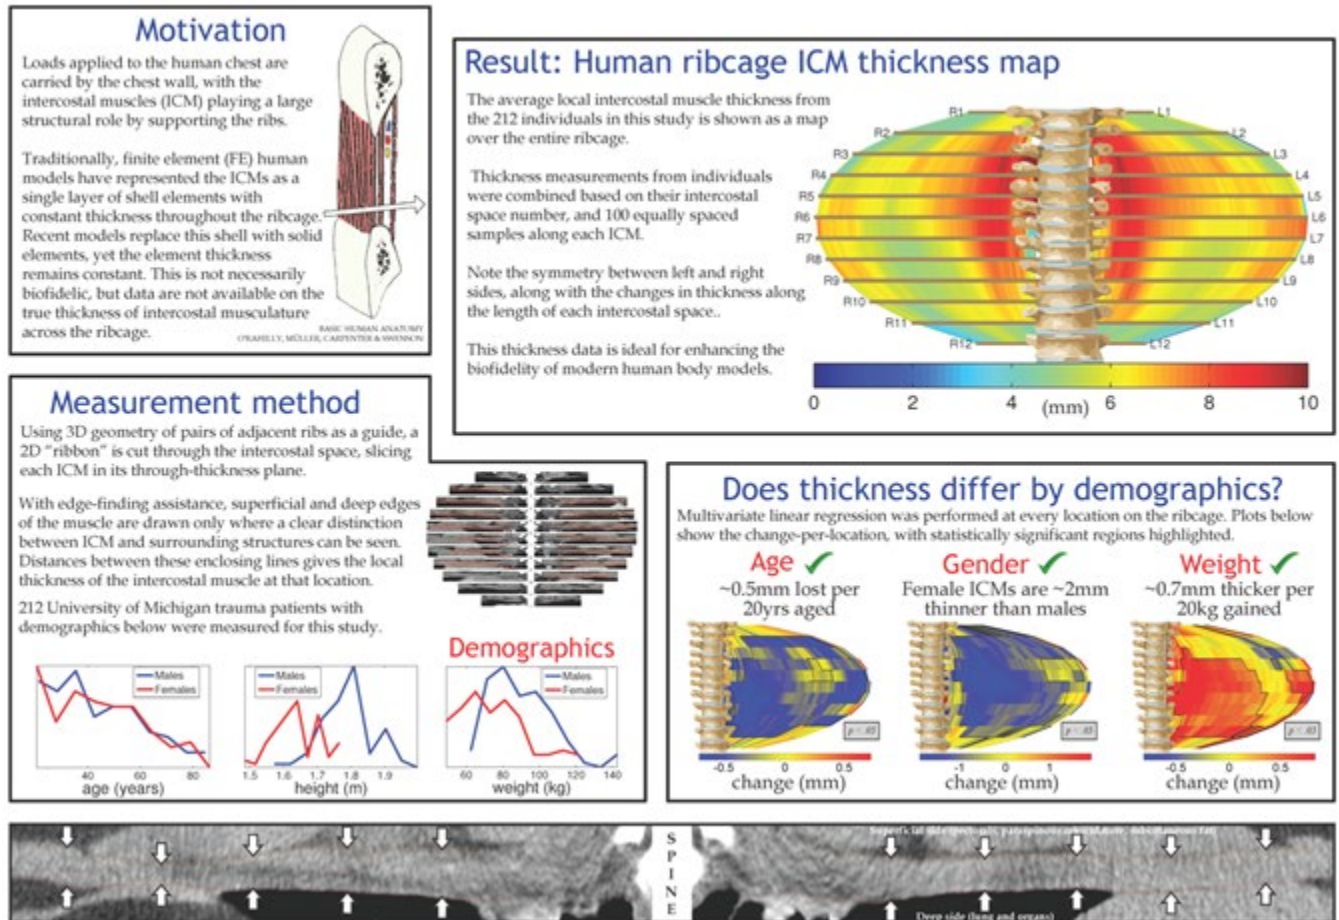 Motivation
Loads applied to the human chest are
carried by the chest wall, with the
intercostal muscles (ICM) playing a large
structural role by supporting the ribs.
Traditionally, finite element (FE) human
models have represented the ICMs as a
single layer of shell elements with
constant thickness throughout the ribcage.
Recent models replace this shell with solid
elements, yet the element thickness
remains constant. This is not necessarily
biofidelic, but data are not available on the
true thickness of intercostal musculature
across the ribcage.
BASIC HUMAN ANATOMY
O'RAHILLY, MÜLLER, CARPENTER & SWENSON
Result: Human ribcage ICM thickness map
The average local intercostal muscle thickness from
the 212 individuals in this study is shown as a map
over the entire ribcage.
Thickness measurements from individuals
were combined based on their intercostal
space number, and 100 equally spaced
samples along each ICM.
Note the symmetry between left and right
sides, along with the changes in thickness along
the length of each intercostal space..
This thickness data is ideal for enhancing the
biofidelity of modern human body models.
R1 L1
R2 L2
R3 L3
R4 L4
R5 L5
R6 L6
R7 L7
R8 L8
R9 L9
R10 L10
R11 L11
R12 L12
0 2 4 (mm) 6 8 10
Measurement method
Using 3D geometry of pairs of adjacent ribs as a guide, a
2D "ribbon" is cut through the intercostal space, slicing
each ICM in its through-thickness plane.
With edge-finding assistance, superficial and deep edges
of the muscle are drawn only where a clear distinction
between ICM and surrounding structures can be seen.
Distances between these enclosing lines gives the local
thickness of the intercostal muscle at that location.
212 University of Michigan trauma patients with
demographics below were measured for this study.
Demographics
Males
Females
40 60 80
age (years)
Males
Females
1.5 1.6 1.7 1.8 1.9
height (m)
Males
Females
60 80 100 120 140
weight (kg)
Does thickness differ by demographics?
Multivariate linear regression was performed at every location on the ribcage. Plots below
show the change-per-location, with statistically significant regions highlighted.
Age
~0.5mm lost per
20yrs aged
p < .05
-0.5 0 0.5
change (mm)
Gender
Female ICMs are ~2mm
thinner than males
p < .05
-1 0 1
change (mm)
Weight
~0.7mm thicker per
20kg gained
p < .05
-0.5 0 0.5
change (mm)
SPINE
Superficial side
Deep side (lung and organs)